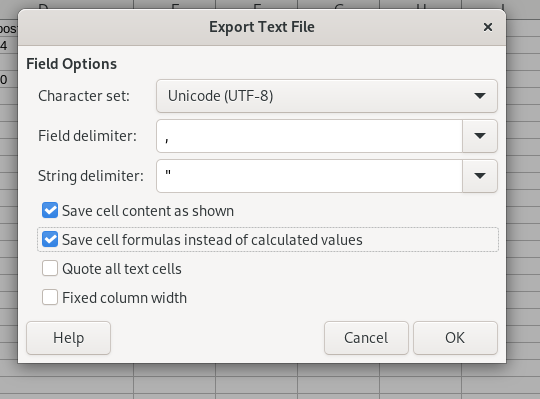 Export Text File
Field Options
Character set: Unicode (UTF-8)
Field delimiter: ,
String delimiter: "
Save cell content as shown
Save cell formulas instead of calculated values
Quote all text cells
Fixed column width
Help Cancel OK
4
0